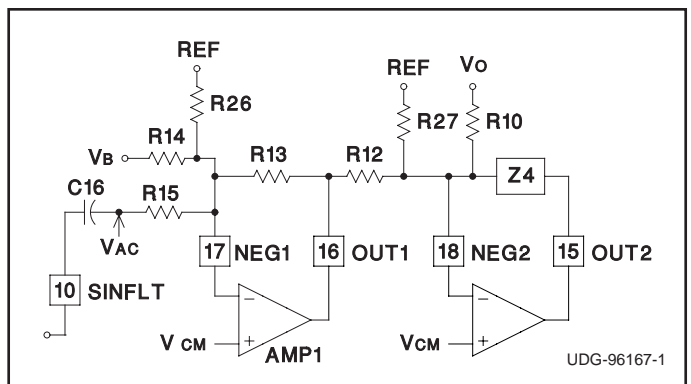 REF
R26
R14
VB
R13
C16
R15
VAC
10 SINFLT
17 NEG1
16 OUT1
VCM
AMP1
REF
VO
R27
R10
R12
Z4
18 NEG2
15 OUT2
VCM
− +
− +
UDG-96167-1